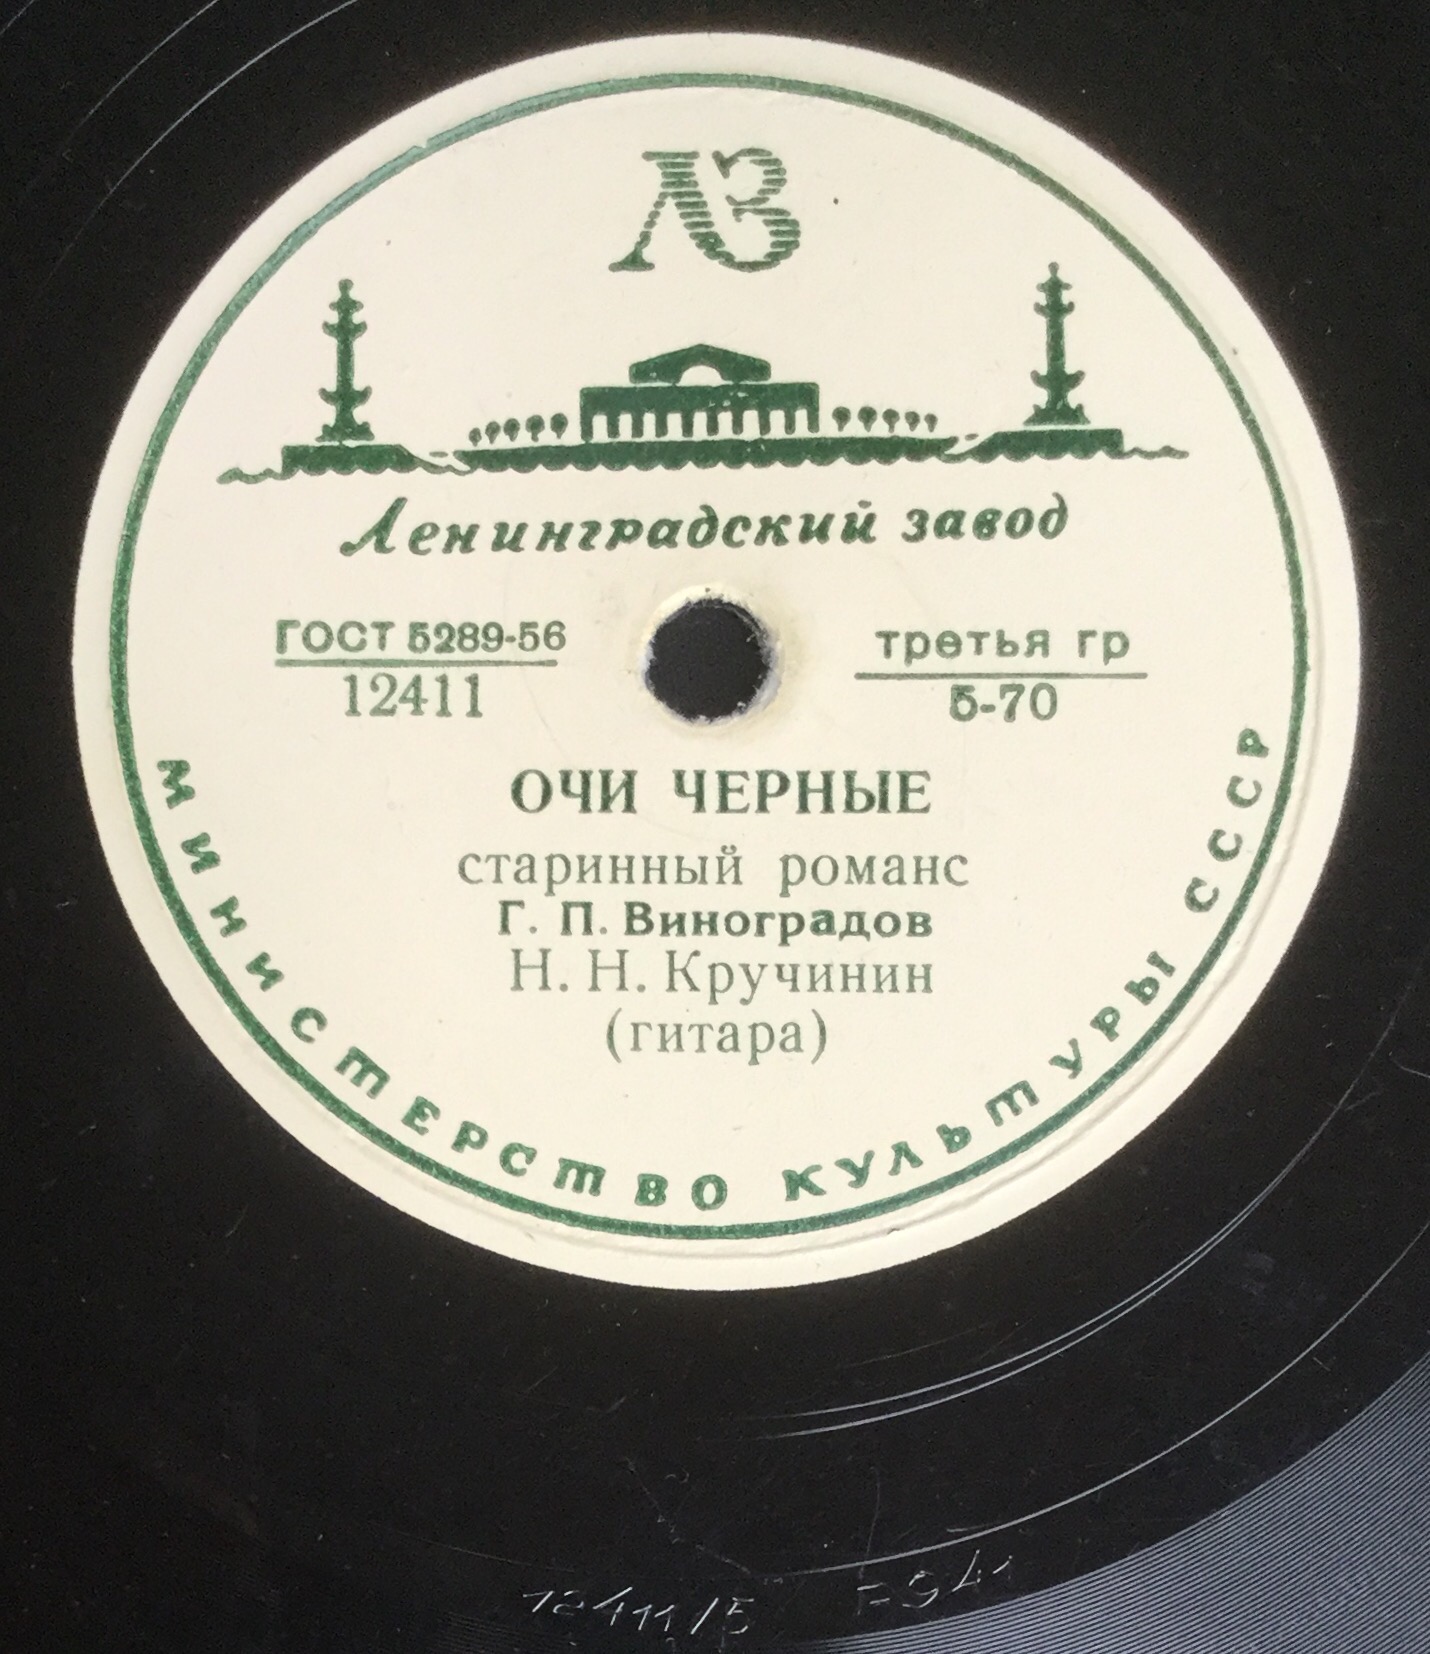 ЛЗ
Ленинградский завод
ГОСТ 5289-56
12411
третья гр
5-70
ОЧИ ЧЕРНЫЕ
старинный романс
Г. П. Виноградов
Н. Н. Кручинин
(гитара)
МИНИСТЕРСТВО КУЛЬТУРЫ СССР
12411/5